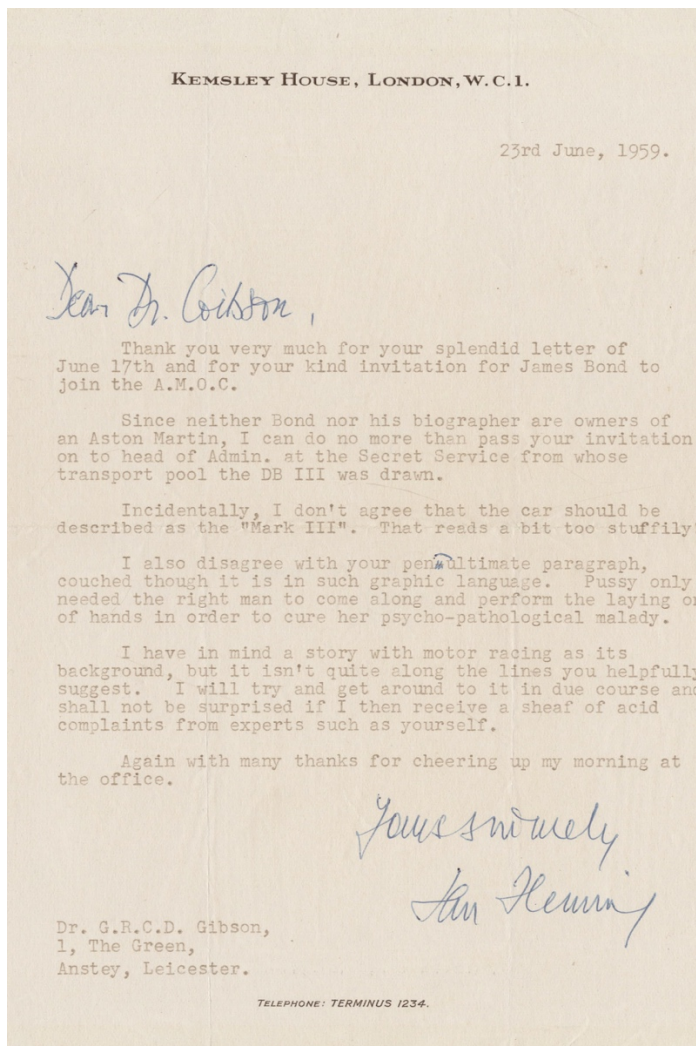 KEMSLEY HOUSE, LONDON, W.C.1.
23rd June, 1959.
Dear Dr. Gibson,
Thank you very much for your splendid letter of
June 17th and for your kind invitation for James Bond to
join the A.M.O.C.
Since neither Bond nor his biographer are owners of
an Aston Martin, I can do no more than pass your invitation
on to head of Admin. at the Secret Service from whose
transport pool the DB III was drawn.
Incidentally, I don't agree that the car should be
described as the "Mark III". That reads a bit too stuffily
I also disagree with your penultimate paragraph,
couched though it is in such graphic language. Pussy only
needed the right man to come along and perform the laying on
of hands in order to cure her psycho-pathological malady.
I have in mind a story with motor racing as its
background, but it isn't quite along the lines you helpfully
suggest. I will try and get around to it in due course and
shall not be surprised if I then receive a sheaf of acid
complaints from experts such as yourself.
Again with many thanks for cheering up my morning at
the office.
Yours sincerely
Ian Fleming
Dr. G.R.C.D. Gibson,
1, The Green,
Anstey, Leicester.
TELEPHONE: TERMINUS 1234.